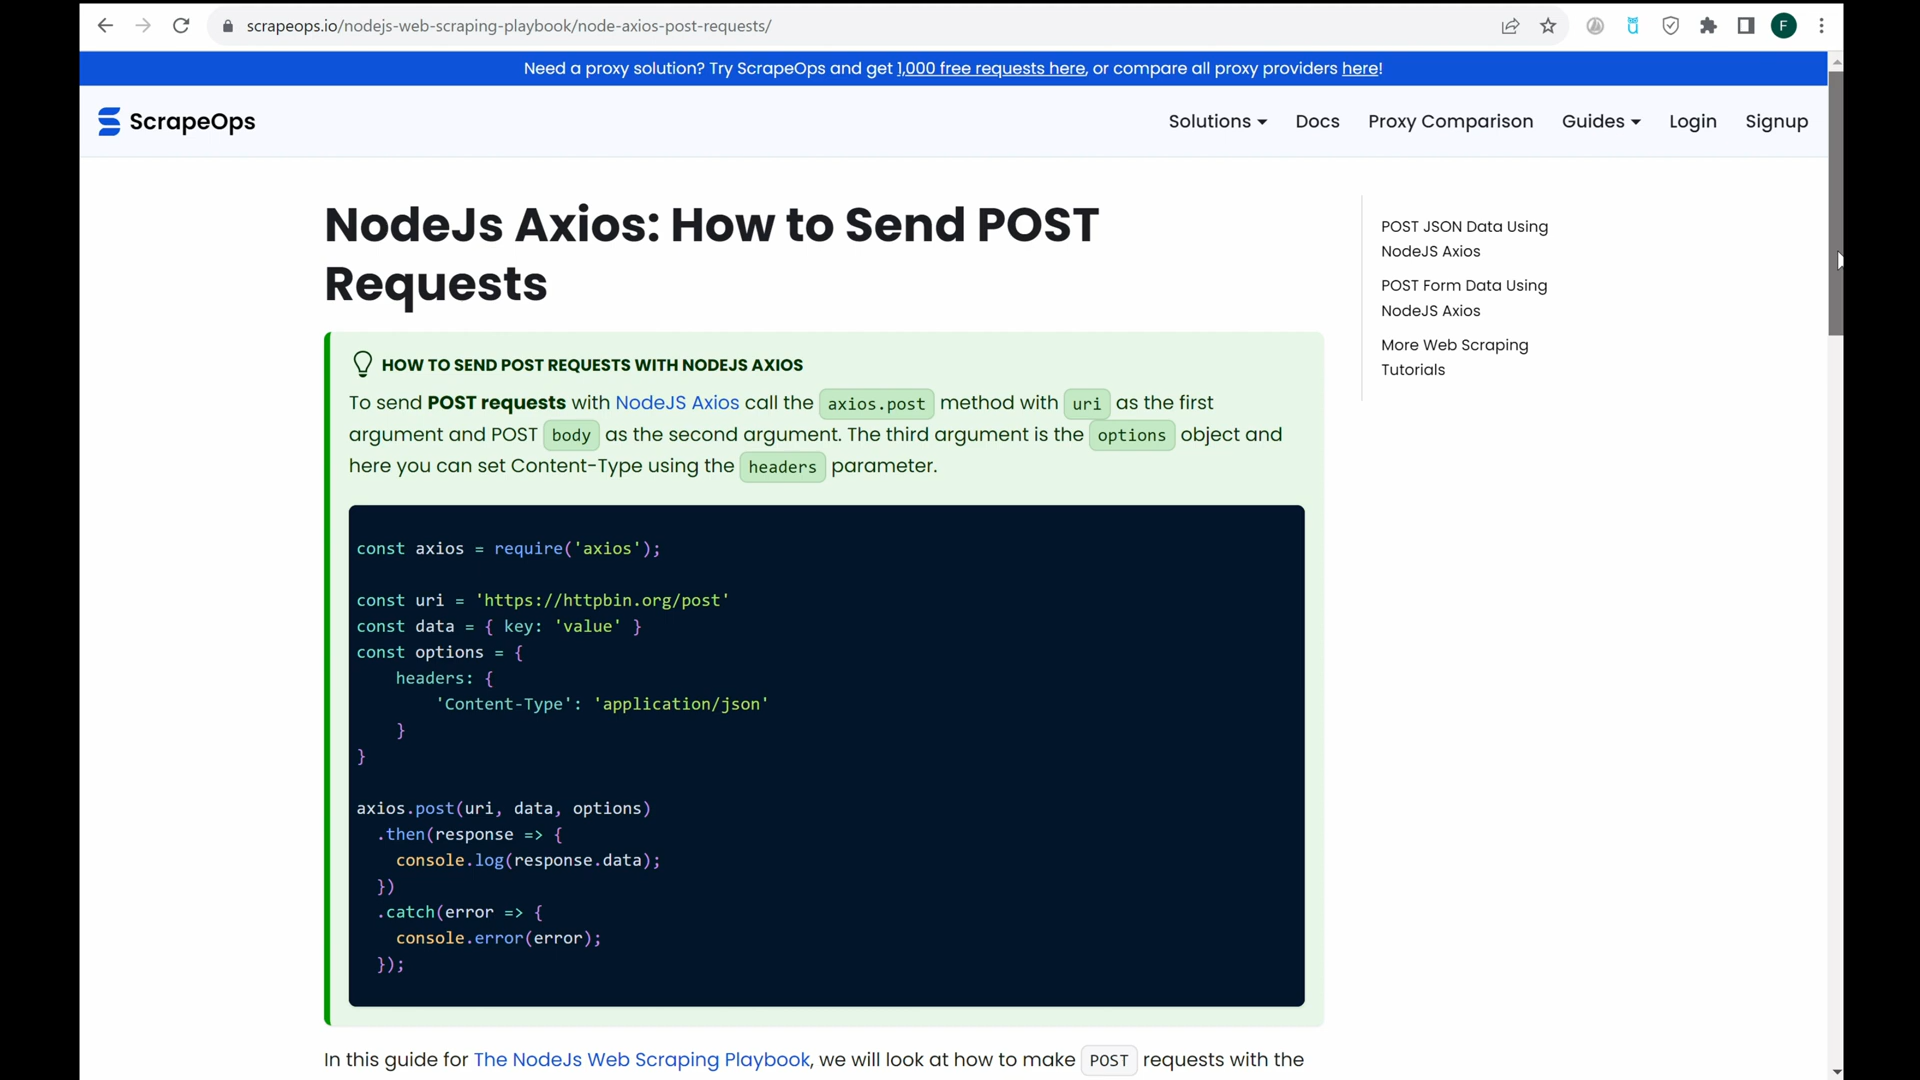 scrapeops.io/nodejs-web-scraping-playbook/node-axios-post-requests/
F
Need a proxy solution? Try ScrapeOps and get 1,000 free requests here, or compare all proxy providers here!
ScrapeOps
Solutions
Docs
Proxy Comparison
Guides
Login
Signup
NodeJs Axios: How to Send POST
Requests
HOW TO SEND POST REQUESTS WITH NODEJS AXIOS
To send POST requests with NodeJS Axios call the axios.post method with uri as the first
argument and POST body as the second argument. The third argument is the options object and
here you can set Content-Type using the headers parameter.
const axios = require('axios');
const uri = 'https://httpbin.org/post'
const data = { key: 'value' }
const options = {
headers: {
'Content-Type': 'application/json'
}
}
axios.post(uri, data, options)
.then(response => {
console.log(response.data);
})
.catch(error => {
console.error(error);
});
In this guide for The NodeJs Web Scraping Playbook, we will look at how to make POST requests with the
POST JSON Data Using
NodeJS Axios
POST Form Data Using
NodeJS Axios
More Web Scraping
Tutorials